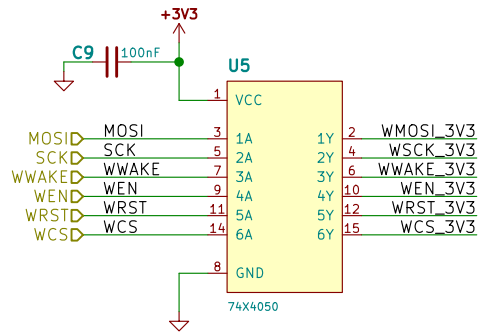 +3V3
C9 100nF
U5
1 VCC
MOSI MOSI 3 1A 1Y 2 WMOSI_3V3
SCK SCK 5 2A 2Y 4 WSCK_3V3
WWAKE WWAKE 7 3A 3Y 6 WWAKE_3V3
WEN WEN 9 4A 4Y 10 WEN_3V3
WRST WRST 11 5A 5Y 12 WRST_3V3
WCS WCS 14 6A 6Y 15 WCS_3V3
8 GND
74X4050